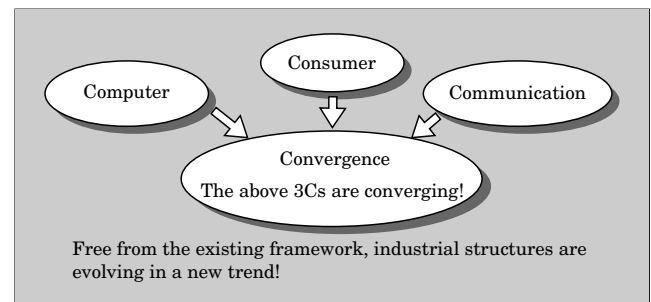 Computer
Consumer
Communication
Convergence
The above 3Cs are converging!
Free from the existing framework, industrial structures are
evolving in a new trend!